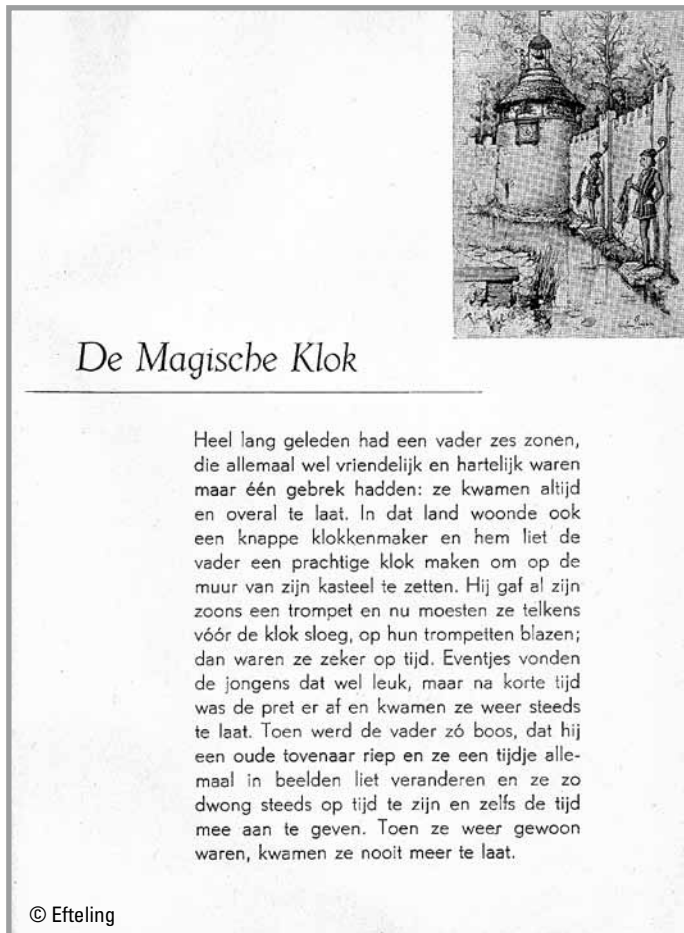 De Magische Klok
Heel lang geleden had een vader zes zonen,
die allemaal wel vriendelijk en hartelijk waren
maar één gebrek hadden: ze kwamen altijd
en overal te laat. In dat land woonde ook
een knappe klokkenmaker en hem liet de
vader een prachtige klok maken om op de
muur van zijn kasteel te zetten. Hij gaf al zijn
zoons een trompet en nu moesten ze telkens
vóór de klok sloeg, op hun trompetten blazen;
dan waren ze zeker op tijd. Eventjes vonden
de jongens dat wel leuk, maar na korte tijd
was de pret er af en kwamen ze weer steeds
te laat. Toen werd de vader zó boos, dat hij
een oude tovenaar riep en ze een tijdje alle-
maal in beelden liet veranderen en ze zo
dwong steeds op tijd te zijn en zelfs de tijd
mee aan te geven. Toen ze weer gewoon
waren, kwamen ze nooit meer te laat.
© Efteling